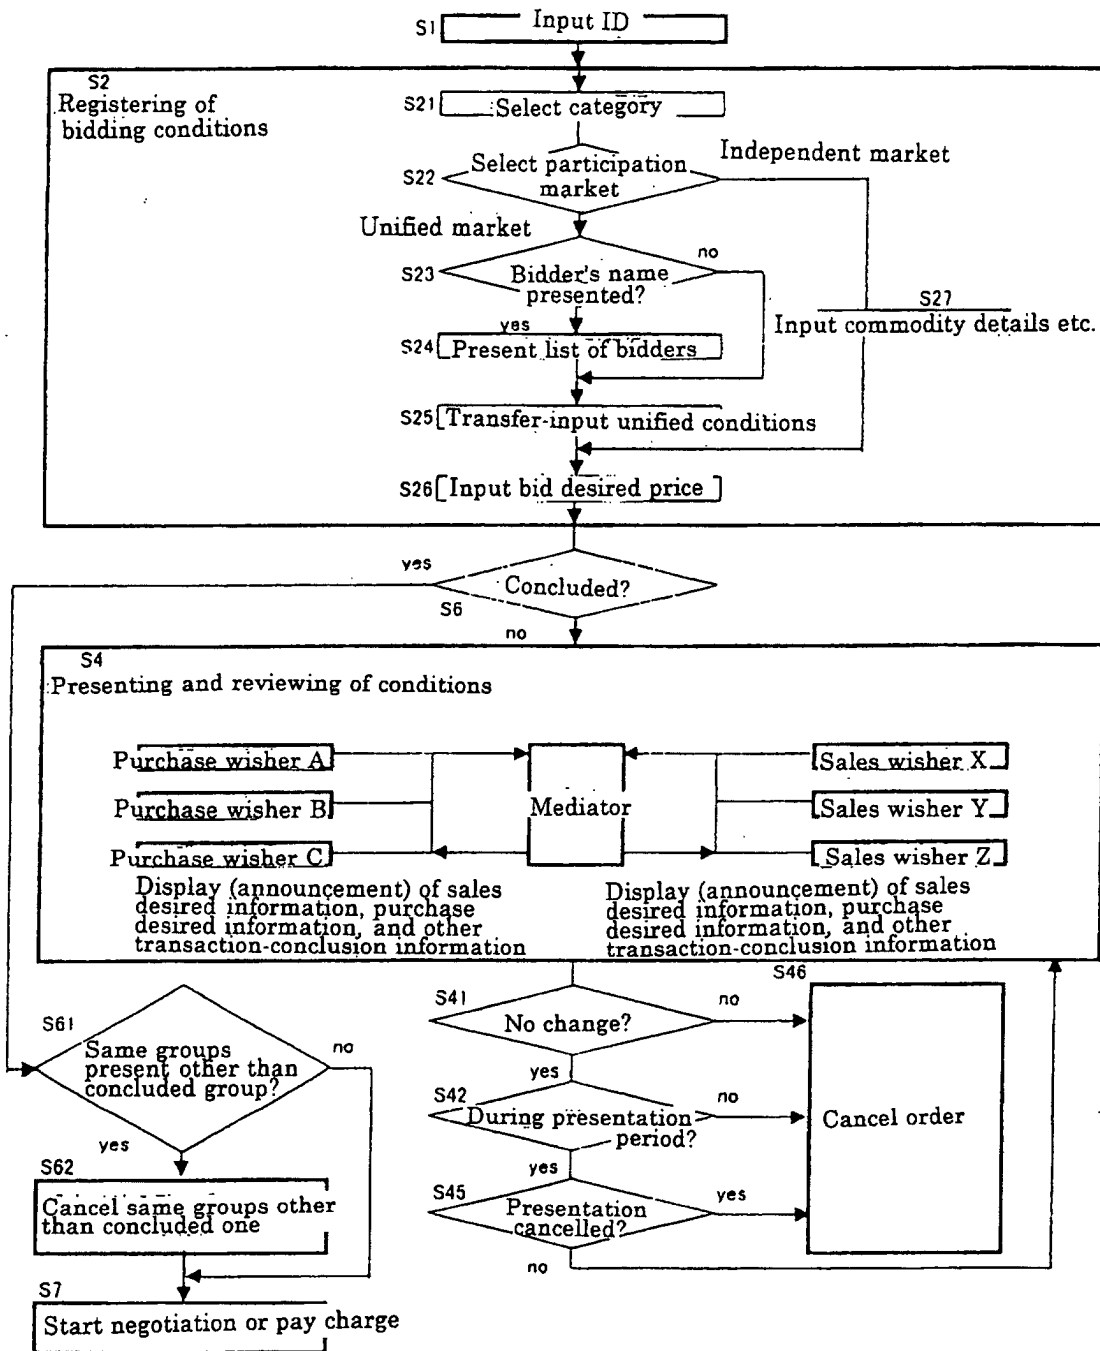 S1
Input ID
S2
Registering of
bidding conditions
S21
Select category
S22
Select participation
market
Independent market
Unified market
S23
Bidder's name
presented?
no
yes
S27
Input commodity details etc.
S24
Present list of bidders
S25
Transfer-input unified conditions
S26
Input bid desired price
yes
Concluded?
S6
no
S4
Presenting and reviewing of conditions
Purchase wisher A
Purchase wisher B
Purchase wisher C
Mediator
Sales wisher X
Sales wisher Y
Sales wisher Z
Display (announcement) of sales
desired information, purchase
desired information, and other
transaction-conclusion information
Display (announcement) of sales
desired information, purchase
desired information, and other
transaction-conclusion information
S41
No change?
no
yes
S42
During presentation
period?
no
yes
S45
Presentation
cancelled?
yes
no
S46
Cancel order
S61
Same groups
present other than
concluded group?
no
yes
S62
Cancel same groups other
than concluded one
S7
Start negotiation or pay charge